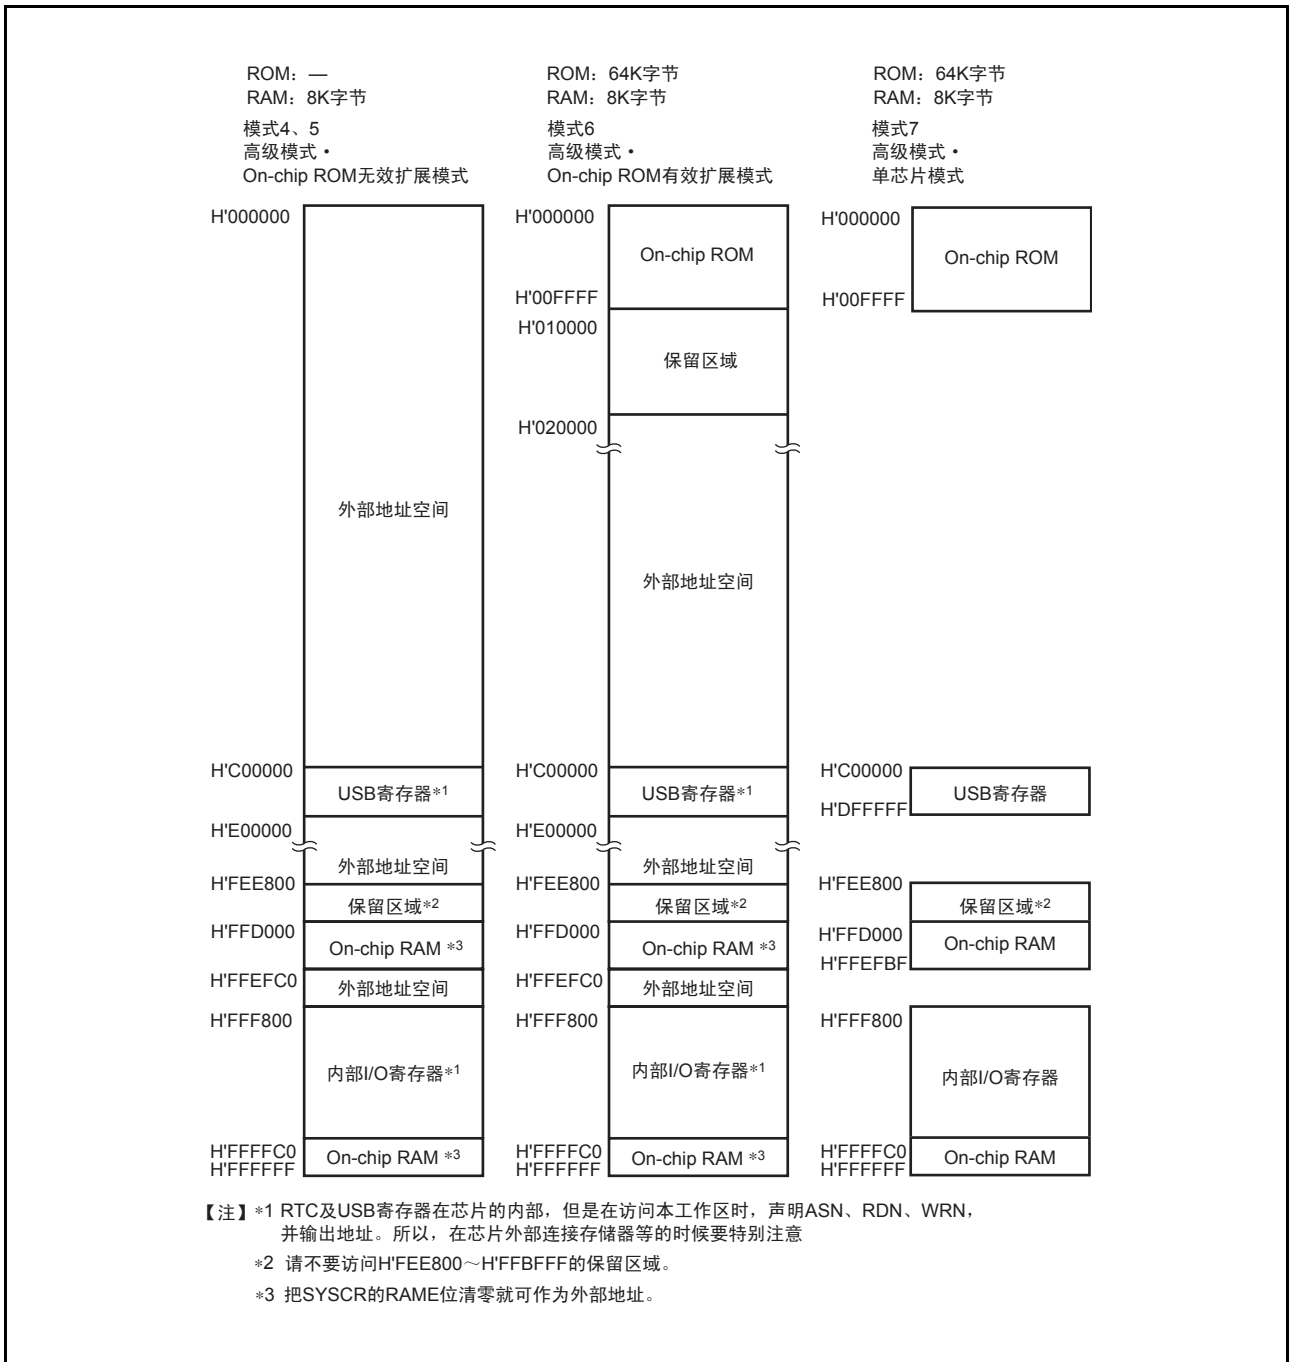 ROM：—
RAM：8K字节
模式4、5
高级模式・
On-chip ROM无效扩展模式
H'000000
外部地址空间
H'C00000
USB寄存器*1
H'E00000
外部地址空间
H'FEE800
保留区域*2
H'FFD000
On-chip RAM *3
H'FFEFC0
外部地址空间
H'FFF800
内部I/O寄存器*1
H'FFFFC0
On-chip RAM *3
H'FFFFFF
ROM：64K字节
RAM：8K字节
模式6
高级模式・
On-chip ROM有效扩展模式
H'000000
On-chip ROM
H'00FFFF
H'010000
保留区域
H'020000
外部地址空间
H'C00000
USB寄存器*1
H'E00000
外部地址空间
H'FEE800
保留区域*2
H'FFD000
On-chip RAM *3
H'FFEFC0
外部地址空间
H'FFF800
内部I/O寄存器*1
H'FFFFC0
On-chip RAM *3
H'FFFFFF
ROM：64K字节
RAM：8K字节
模式7
高级模式・
单芯片模式
H'000000
On-chip ROM
H'00FFFF
H'C00000
USB寄存器
H'DFFFFF
H'FEE800
保留区域*2
H'FFD000
On-chip RAM
H'FFEFBF
H'FFF800
内部I/O寄存器
H'FFFFC0
On-chip RAM
H'FFFFFF
【注】*1 RTC及USB寄存器在芯片的内部，但是在访问本工作区时，声明ASN、RDN、WRN，
并输出地址。所以，在芯片外部连接存储器等的时候要特别注意
*2 请不要访问H'FEE800～H'FFBFFF的保留区域。
*3 把SYSCR的RAME位清零就可作为外部地址。